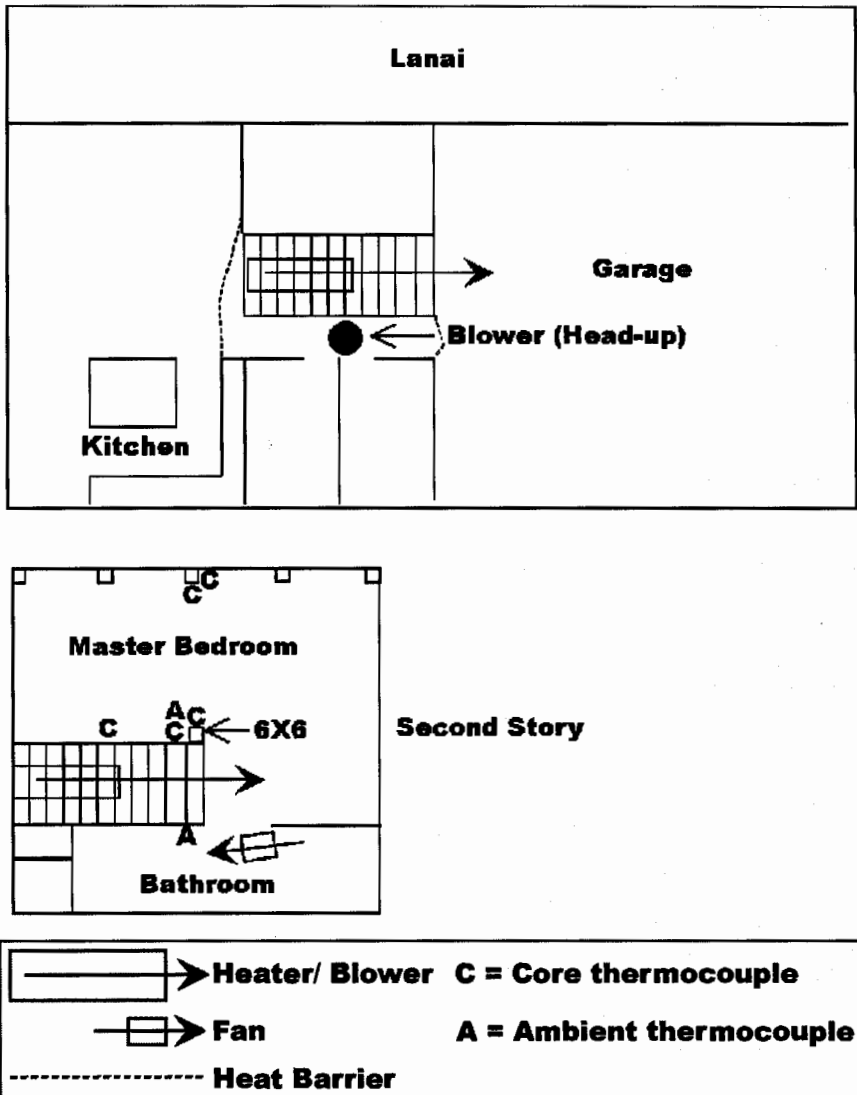 Lanai
Garage
Blower (Head-up)
Kitchen
C
C
Master Bedroom
A
C
C
C
6X6
Second Story
A
Bathroom
Heater/ Blower C = Core thermocouple
Fan A = Ambient thermocouple
Heat Barrier